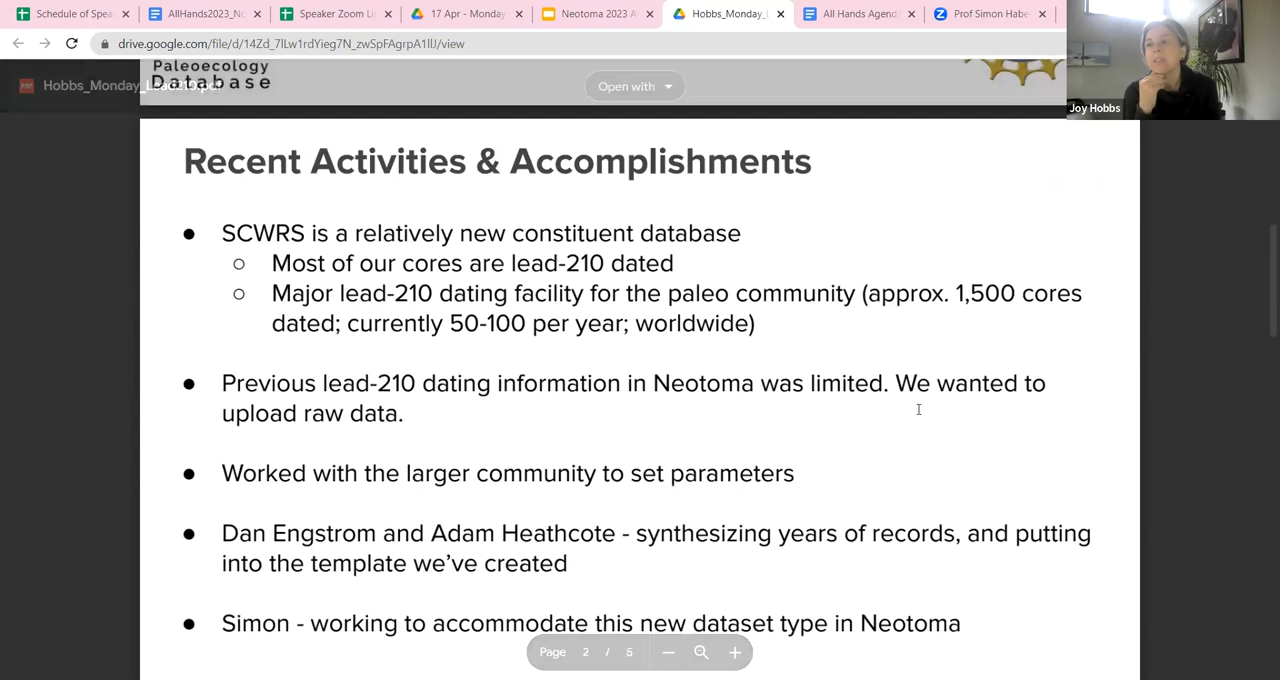 Schedule of Spea
AllHands2023_No
Speaker Zoom Li
17 Apr - Monday
Neotoma 2023 A
Hobbs_Monday_L
All Hands Agend
Prof Simon Habe
drive.google.com/file/d/14Zd_7lLw1rdYieg7N_zwSpFAgrpA1llJ/view
Joy Hobbs
Paleoecology
Database
Open with
Recent Activities & Accomplishments
● SCWRS is a relatively new constituent database
○ Most of our cores are lead-210 dated
○ Major lead-210 dating facility for the paleo community (approx. 1,500 cores
dated; currently 50-100 per year; worldwide)
● Previous lead-210 dating information in Neotoma was limited. We wanted to
upload raw data.
● Worked with the larger community to set parameters
● Dan Engstrom and Adam Heathcote - synthesizing years of records, and putting
into the template we've created
● Simon - working to accommodate this new dataset type in Neotoma
Page 2 / 5